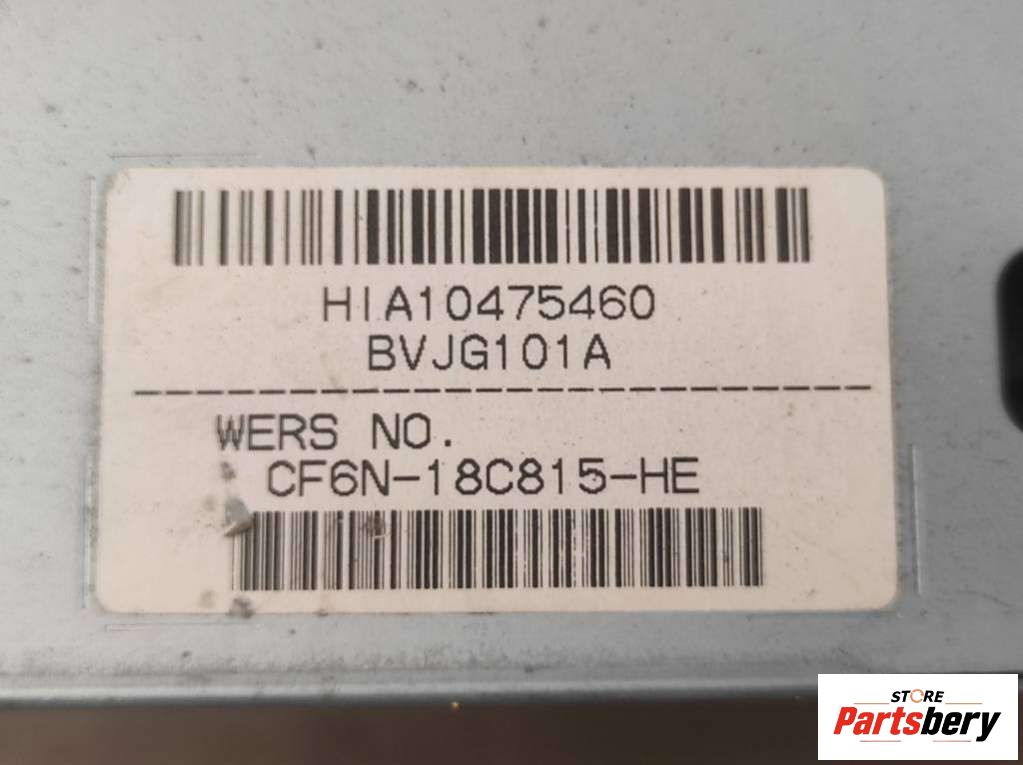 HIA10475460
BVJG101A
WERS NO.
CF6N-18C815-HE
STORE
Partsbery